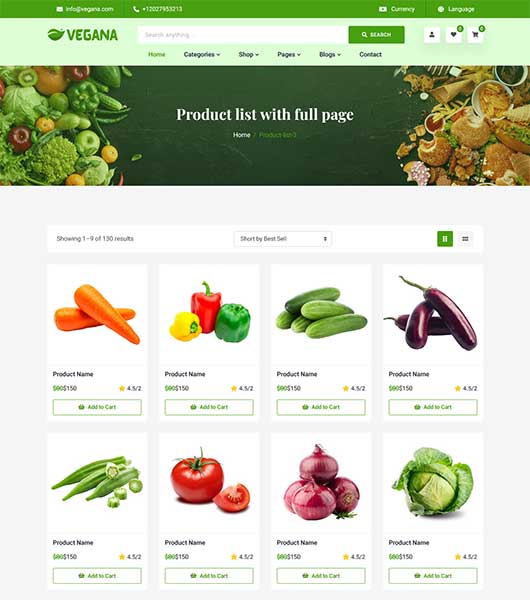 info@vegana.com +12027953213 Currency Language
VEGANA Search anything... SEARCH 0 0
Home Categories Shop Pages Blogs Contact
Product list with full page
Home / Product-list-3
Showing 1–9 of 130 results Short by Best Sell
Product Name Product Name Product Name Product Name
$80$150 4.5/2 $80$150 4.5/2 $80$150 4.5/2 $80$150 4.5/2
Add to Cart Add to Cart Add to Cart Add to Cart
Product Name Product Name Product Name Product Name
$80$150 4.5/2 $80$150 4.5/2 $80$150 4.5/2 $80$150 4.5/2
Add to Cart Add to Cart Add to Cart Add to Cart